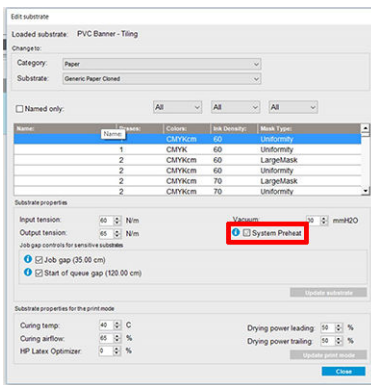 Edit substrate
Loaded substrate: PVC Banner - Tiling
Change to:
Category: Paper
Substrate: Generic Paper Cloned
Named only: All All All
Name: Passes: Colors: Ink Density: Mask Type:
Name
CMYKcm 60 Uniformity
1 CMYK 60 Uniformity
2 CMYKcm 60 LargeMask
2 CMYKcm 60 Uniformity
2 CMYKcm 70 LargeMask
2 CMYKcm 70 Uniformity
Substrate properties
Input tension: 60 N/m Vacuum: 30 mmH2O
Output tension: 65 N/m System Preheat
Job gap controls for sensitive substrates
Job gap (35.00 cm)
Start of queue gap (120.00 cm)
Update substrate
Substrate properties for the print mode
Curing temp: 40 C Drying power leading: 50 %
Curing airflow: 65 % Drying power trailing: 50 %
HP Latex Optimizer: 0 % Update print mode
Close